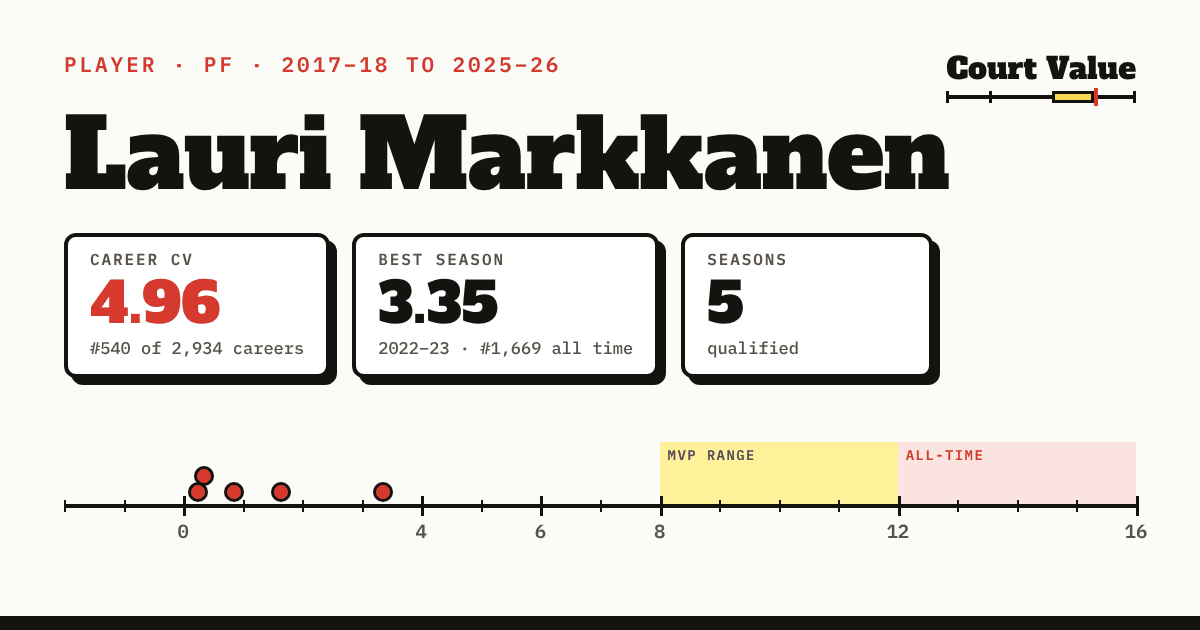 PLAYER · PF · 2017–18 TO 2025–26
Court Value
Lauri Markkanen
CAREER CV
4.96
#540 of 2,934 careers
BEST SEASON
3.35
2022–23 · #1,669 all time
SEASONS
5
qualified
MVP RANGE
ALL-TIME
0 4 6 8 12 16